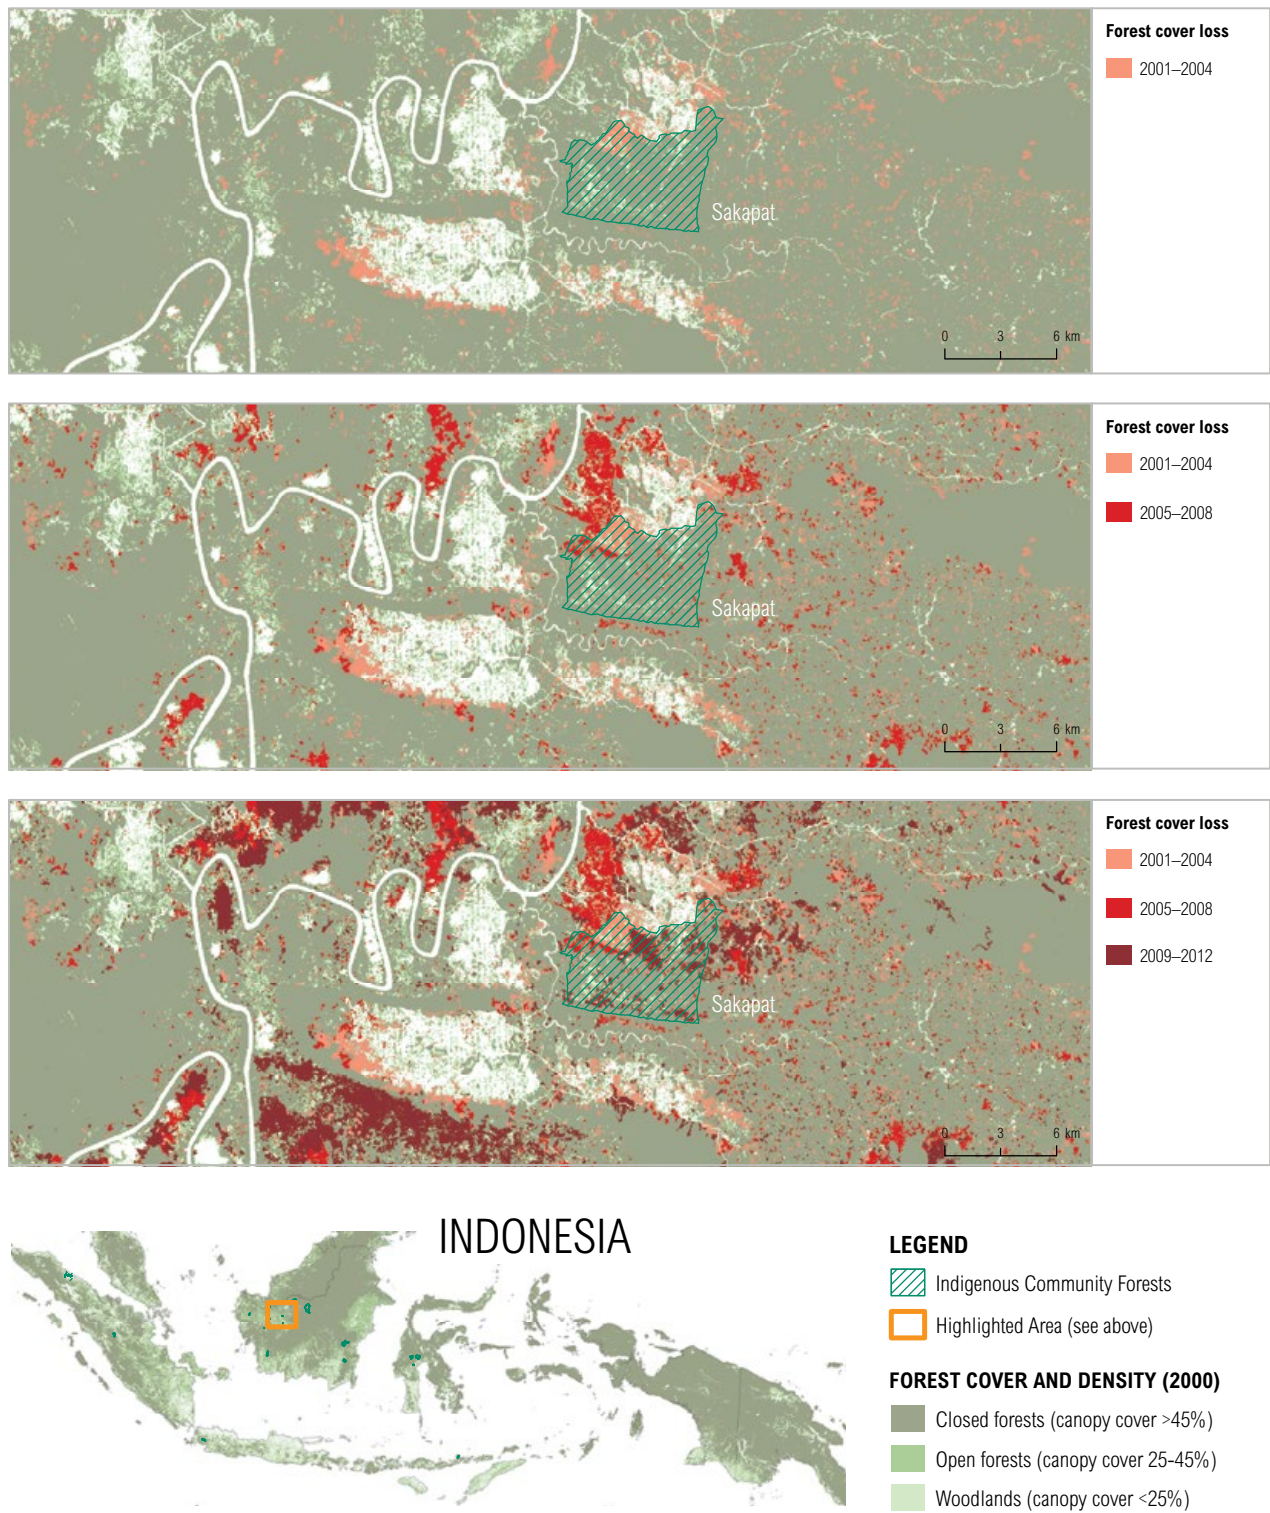 Forest cover loss
2001–2004
Sakapat
0 3 6 km
Forest cover loss
2001–2004
2005–2008
Sakapat
0 3 6 km
Forest cover loss
2001–2004
2005–2008
2009–2012
Sakapat
0 3 6 km
INDONESIA
LEGEND
Indigenous Community Forests
Highlighted Area (see above)
FOREST COVER AND DENSITY (2000)
Closed forests (canopy cover >45%)
Open forests (canopy cover 25-45%)
Woodlands (canopy cover <25%)